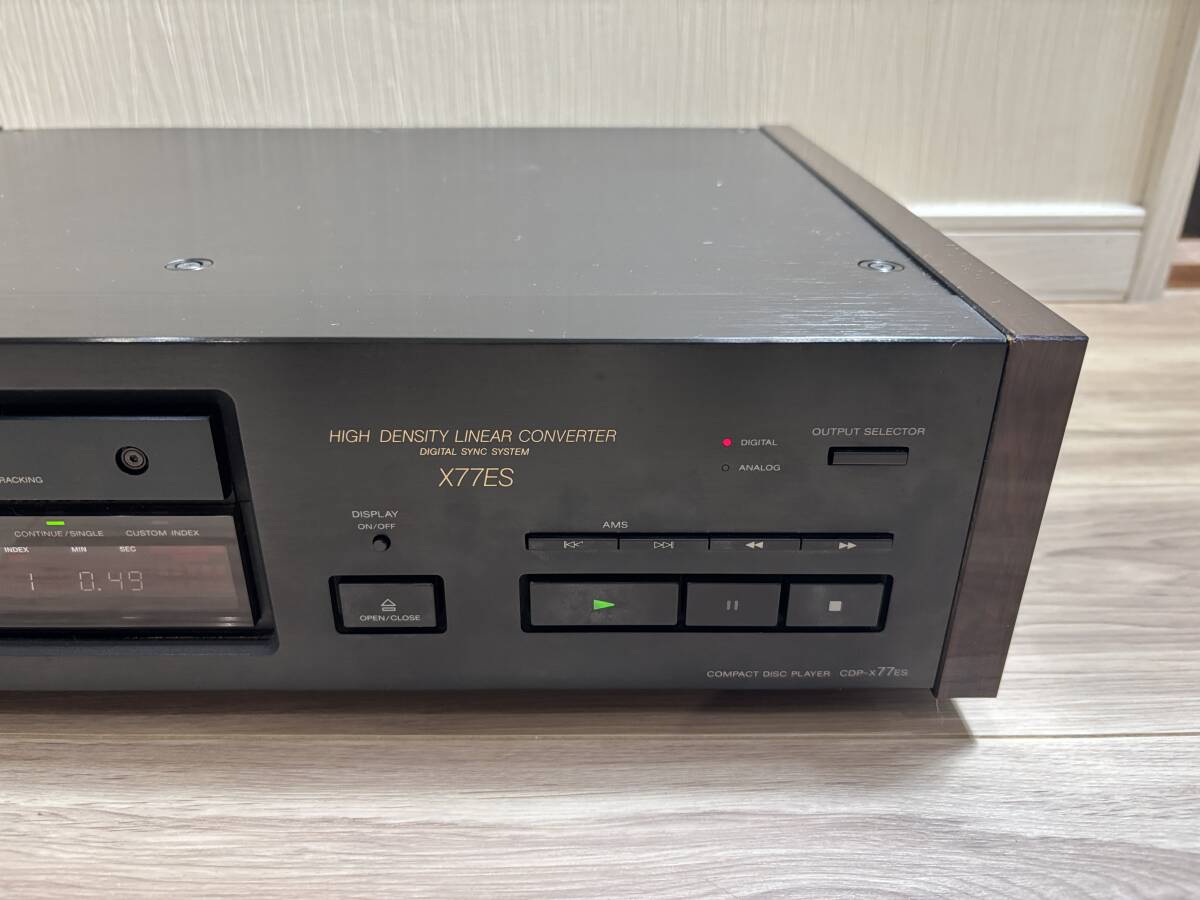 HIGH DENSITY LINEAR CONVERTER
DIGITAL SYNC SYSTEM
X77ES
DIGITAL
ANALOG
OUTPUT SELECTOR
RACKING
CONTINUE/SINGLE CUSTOM INDEX
INDEX MIN SEC
1 0.49
DISPLAY
ON/OFF
OPEN/CLOSE
AMS
COMPACT DISC PLAYER CDP-X77ES